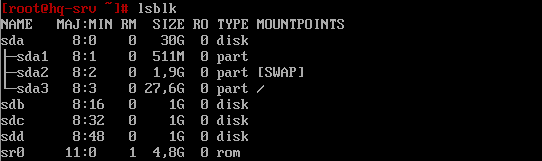 [root@hq-srv ~]# lsblk
NAME   MAJ:MIN RM  SIZE RO TYPE MOUNTPOINTS
sda      8:0    0   30G  0 disk
├─sda1   8:1    0  511M  0 part
├─sda2   8:2    0  1,9G  0 part [SWAP]
└─sda3   8:3    0 27,6G  0 part /
sdb      8:16   0    1G  0 disk
sdc      8:32   0    1G  0 disk
sdd      8:48   0    1G  0 disk
sr0     11:0    1  4,8G  0 rom